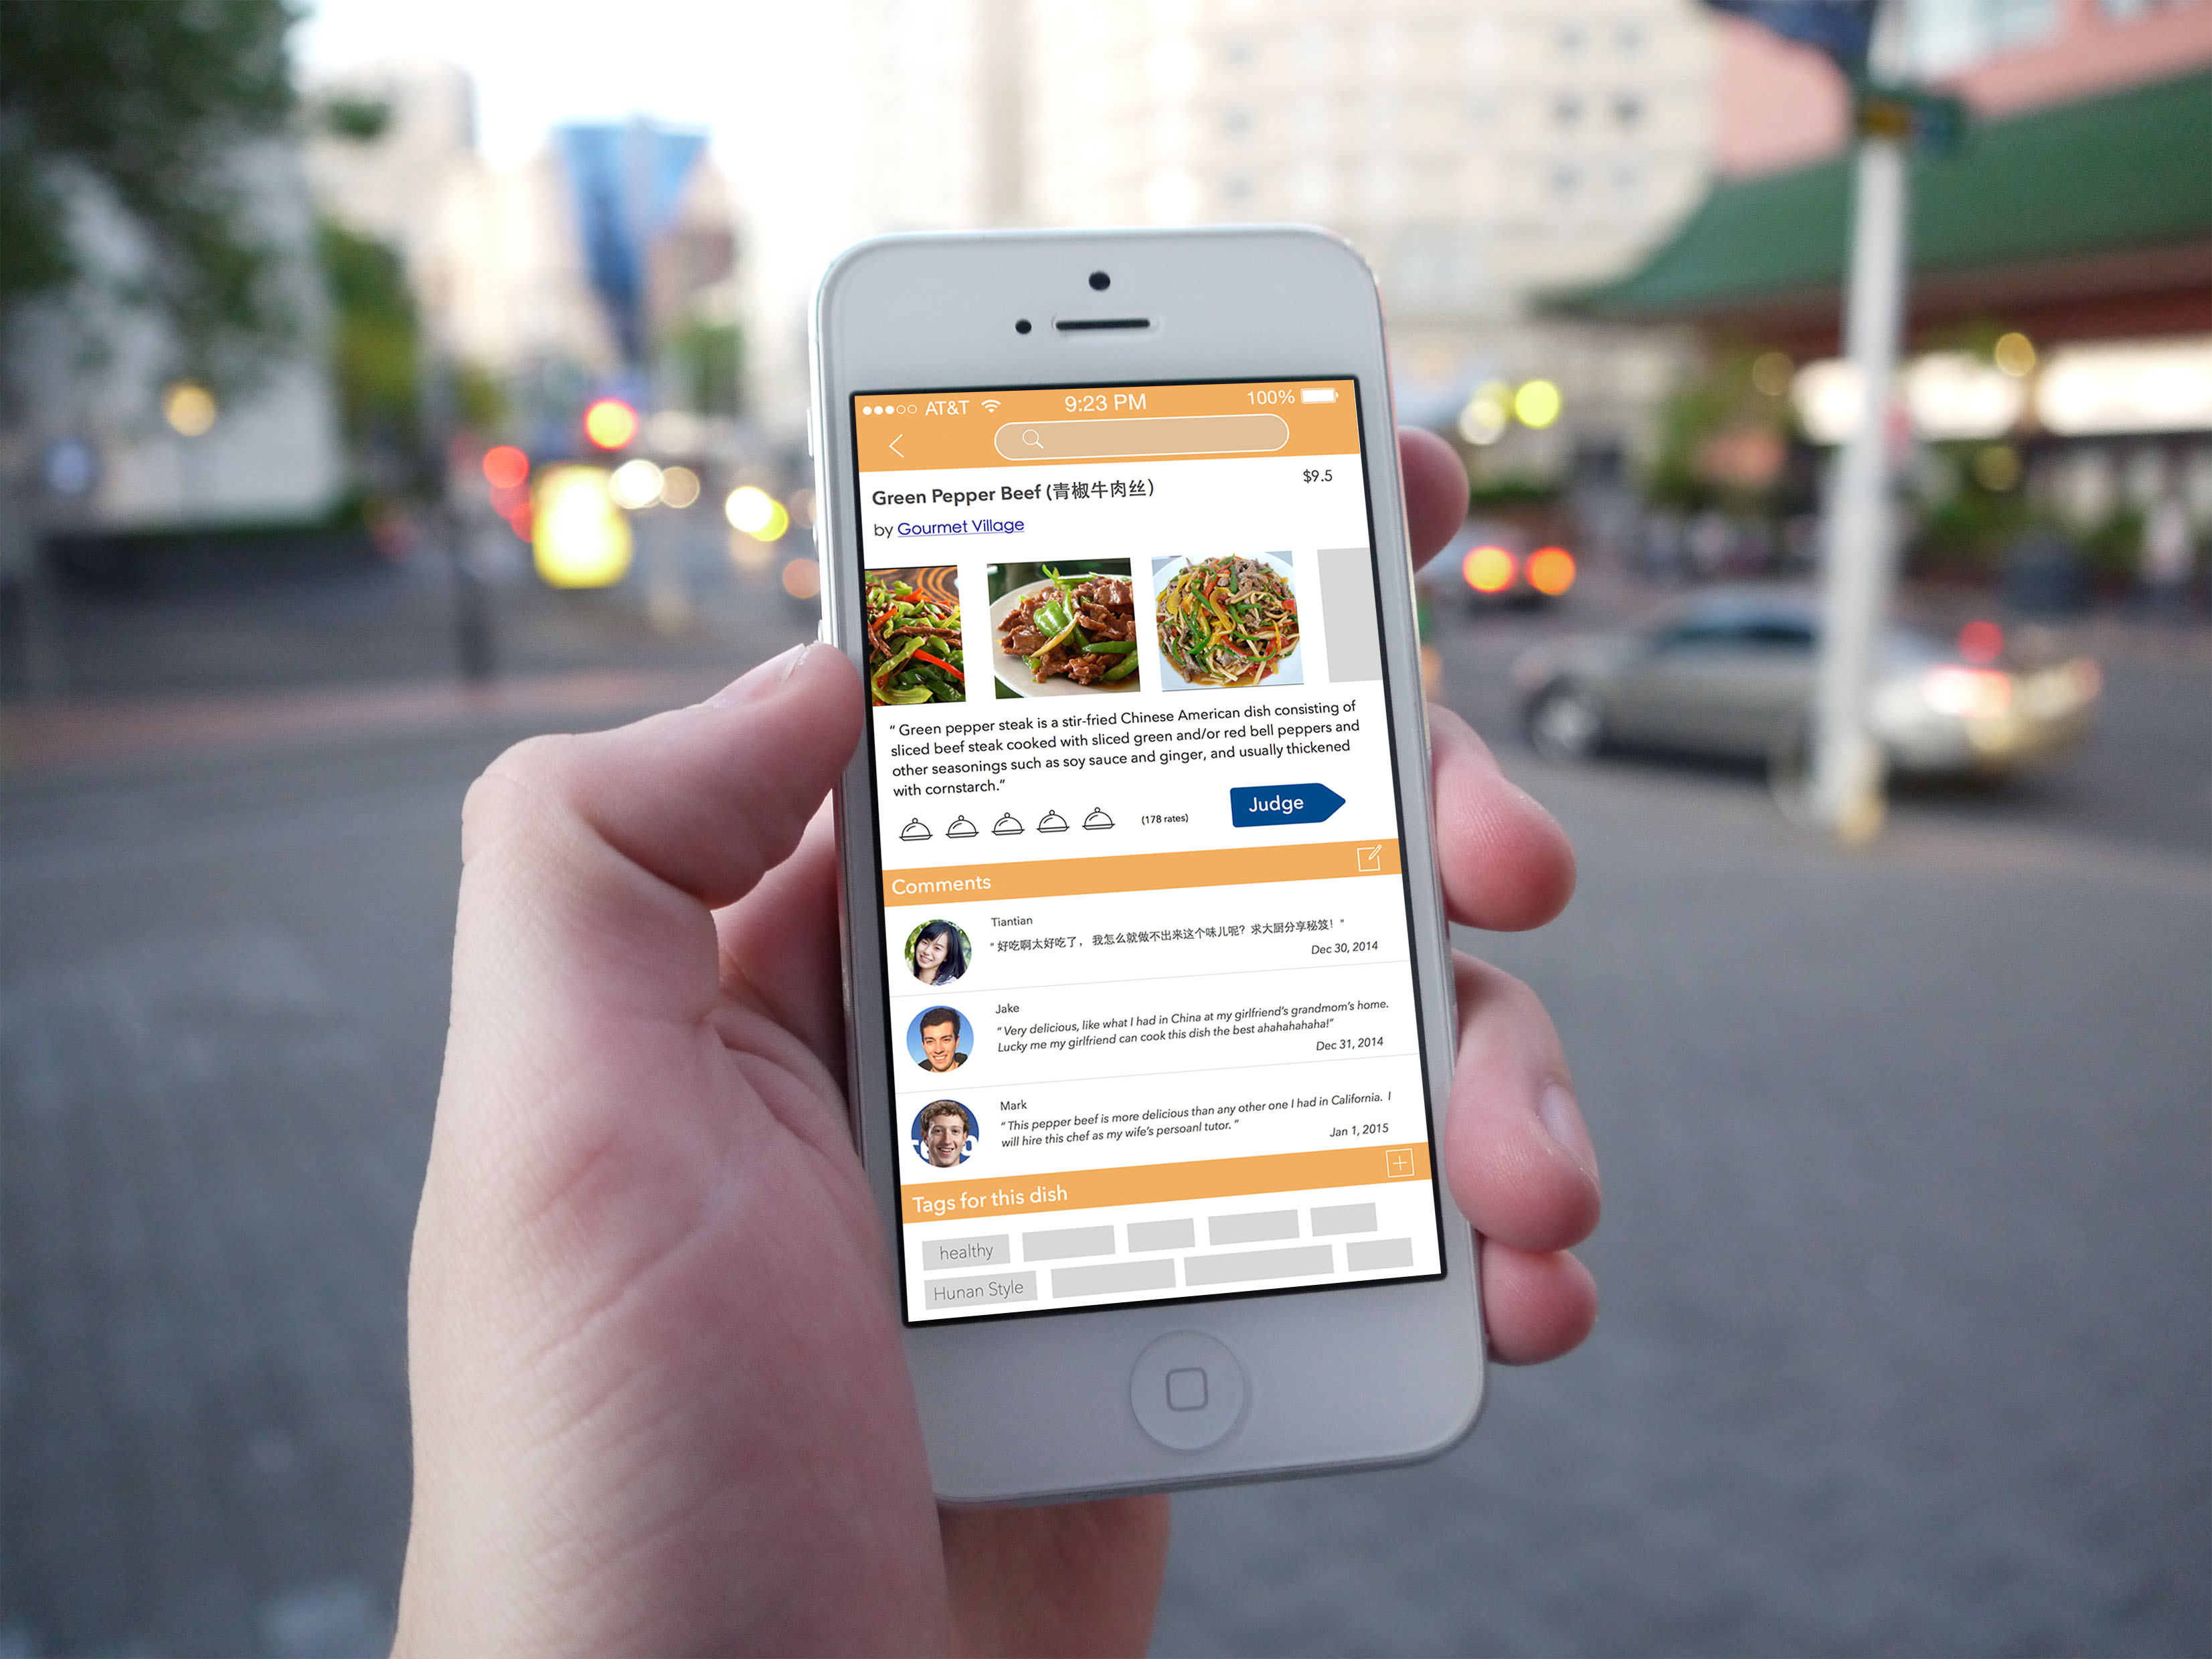 AT&T 9:23 PM 100%
Green Pepper Beef (青椒牛肉丝) $9.5
by Gourmet Village
“ Green pepper steak is a stir-fried Chinese American dish consisting of
sliced beef steak cooked with sliced green and/or red bell peppers and
other seasonings such as soy sauce and ginger, and usually thickened
with cornstarch.”
(178 rates) Judge
Comments
Tiantian
“ 好吃啊太好吃了， 我怎么就做不出来这个味儿呢？求大厨分享秘笈！”
Dec 30, 2014
Jake
“Very delicious, like what I had in China at my girlfriend’s grandmom’s home.
Lucky me my girlfriend can cook this dish the best ahahahahaha!”
Dec 31, 2014
Mark
“This pepper beef is more delicious than any other one I had in California. I
will hire this chef as my wife’s persoanl tutor. ”
Jan 1, 2015
Tags for this dish
healthy
Hunan Style